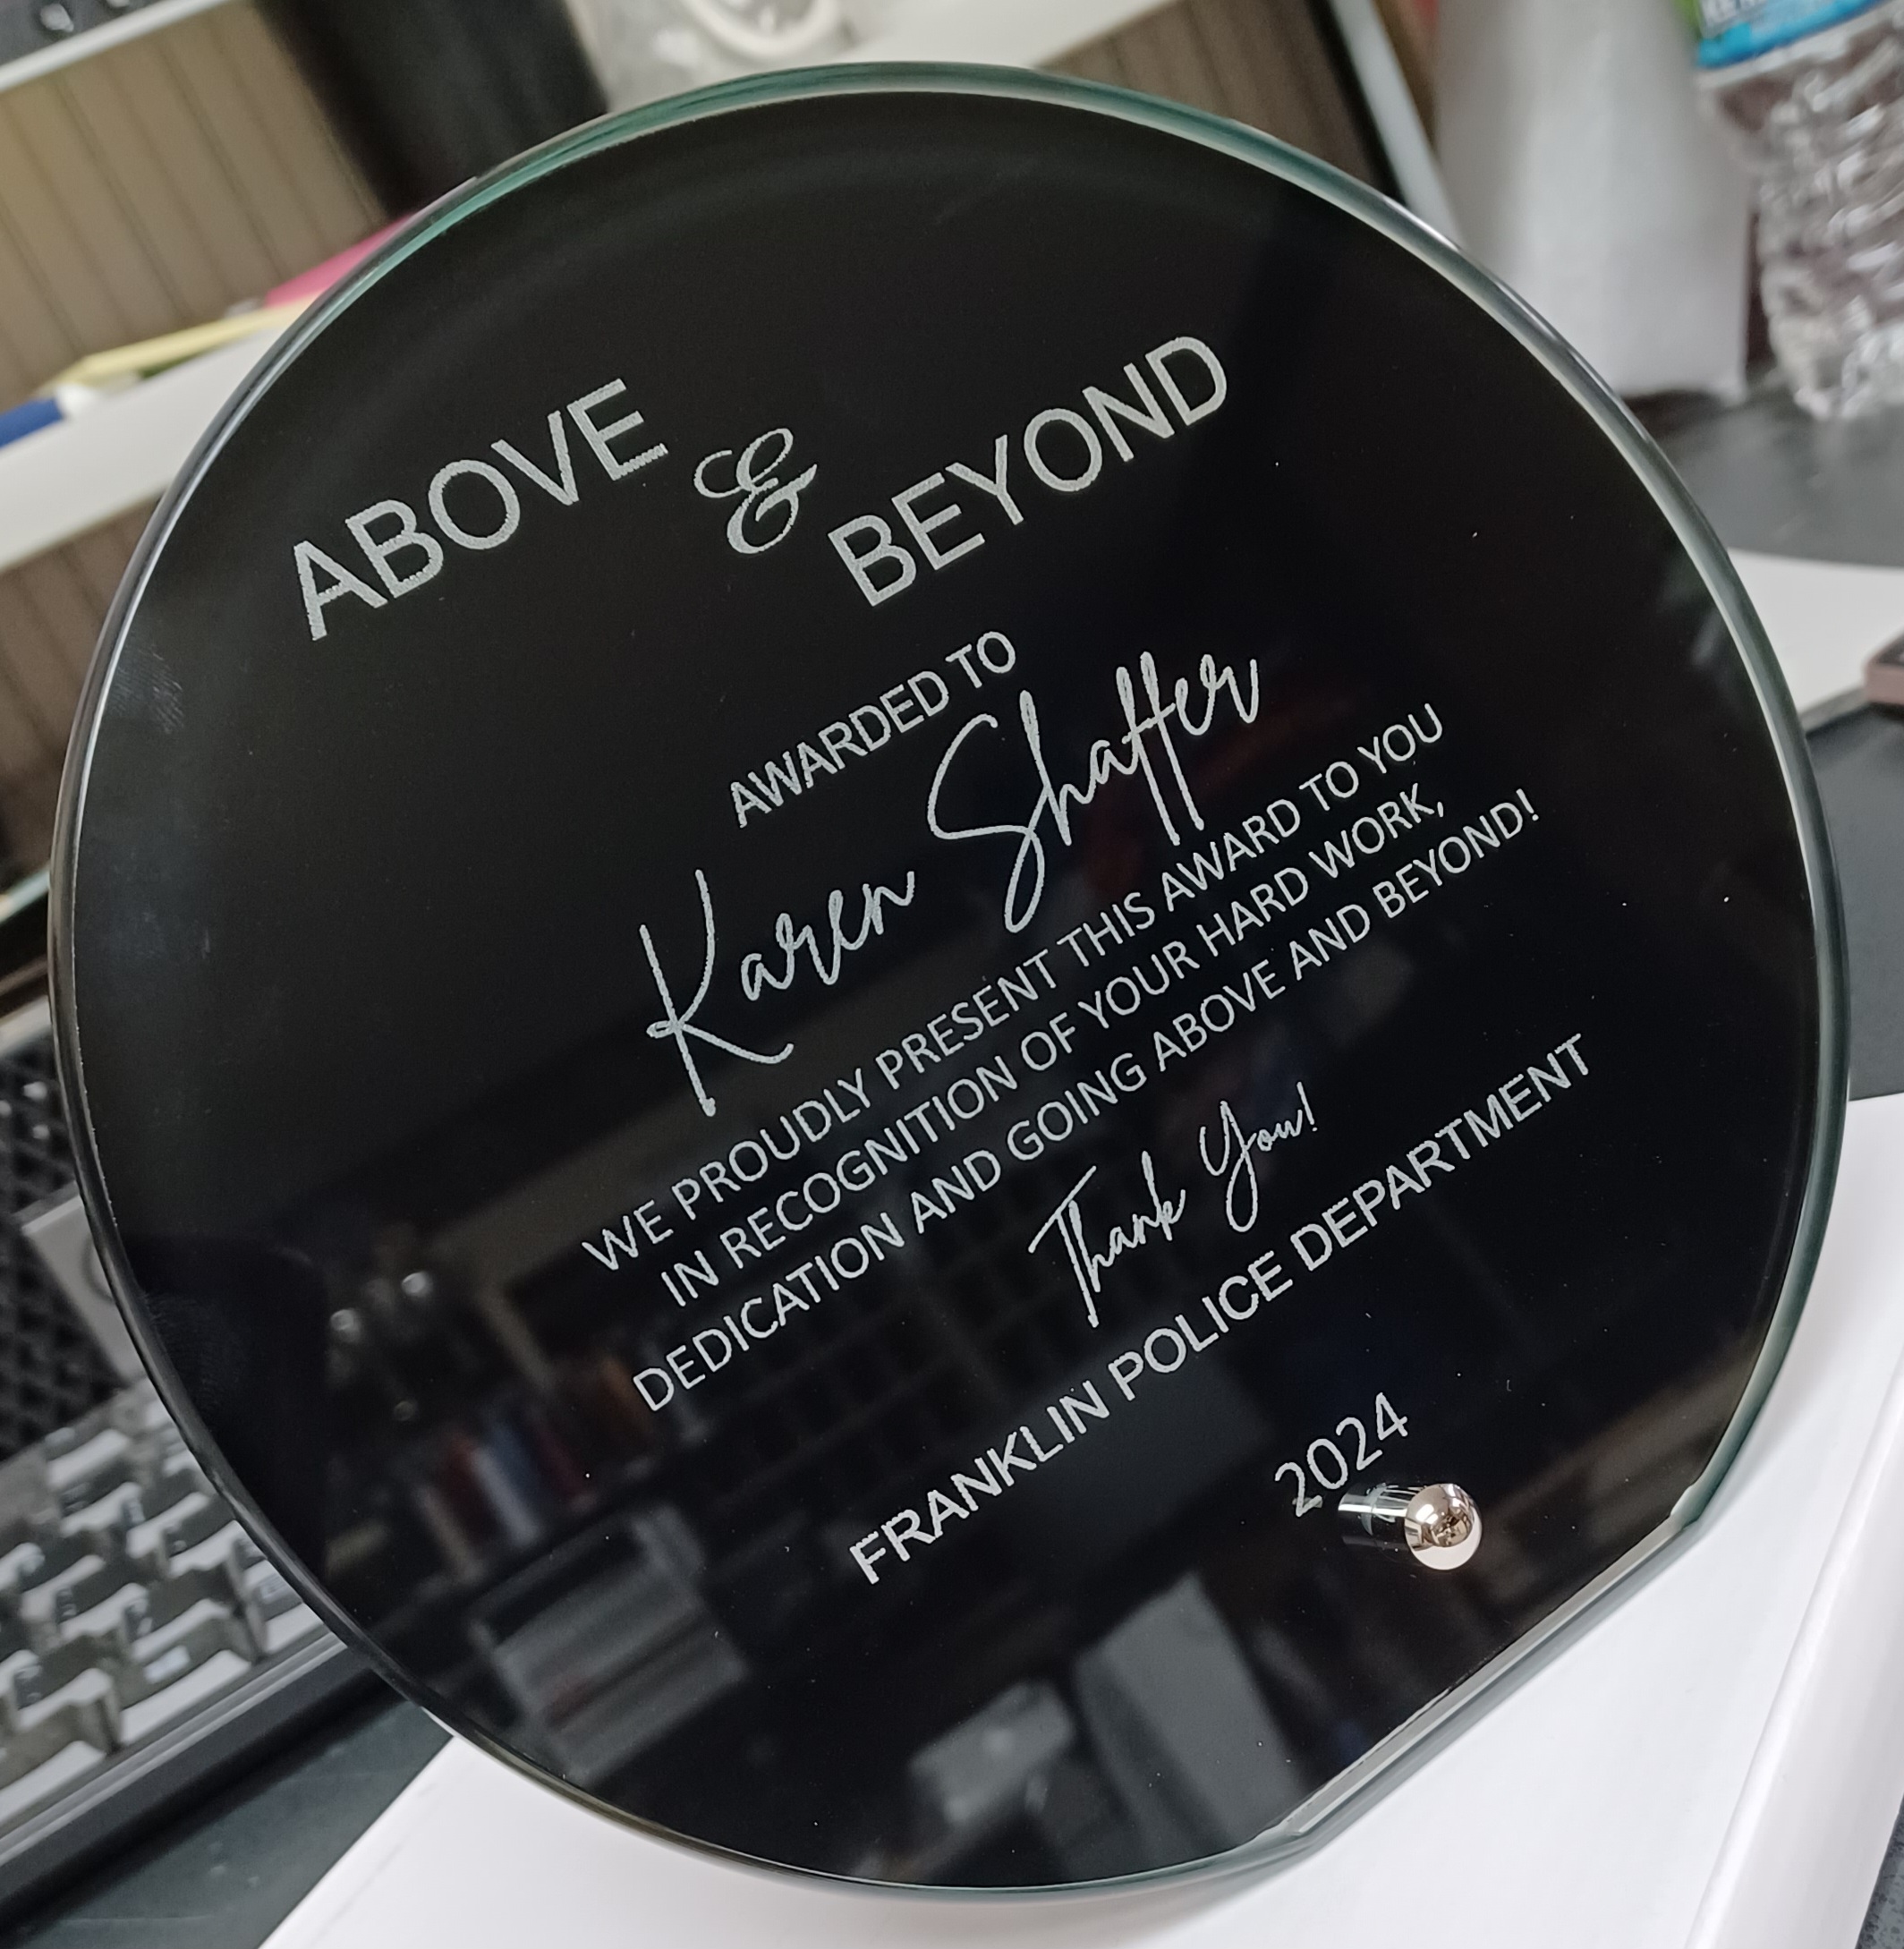 ABOVE & BEYOND
AWARDED TO
Karen Shaffer
WE PROUDLY PRESENT THIS AWARD TO YOU
IN RECOGNITION OF YOUR HARD WORK,
DEDICATION AND GOING ABOVE AND BEYOND!
Thank You!
FRANKLIN POLICE DEPARTMENT
2024